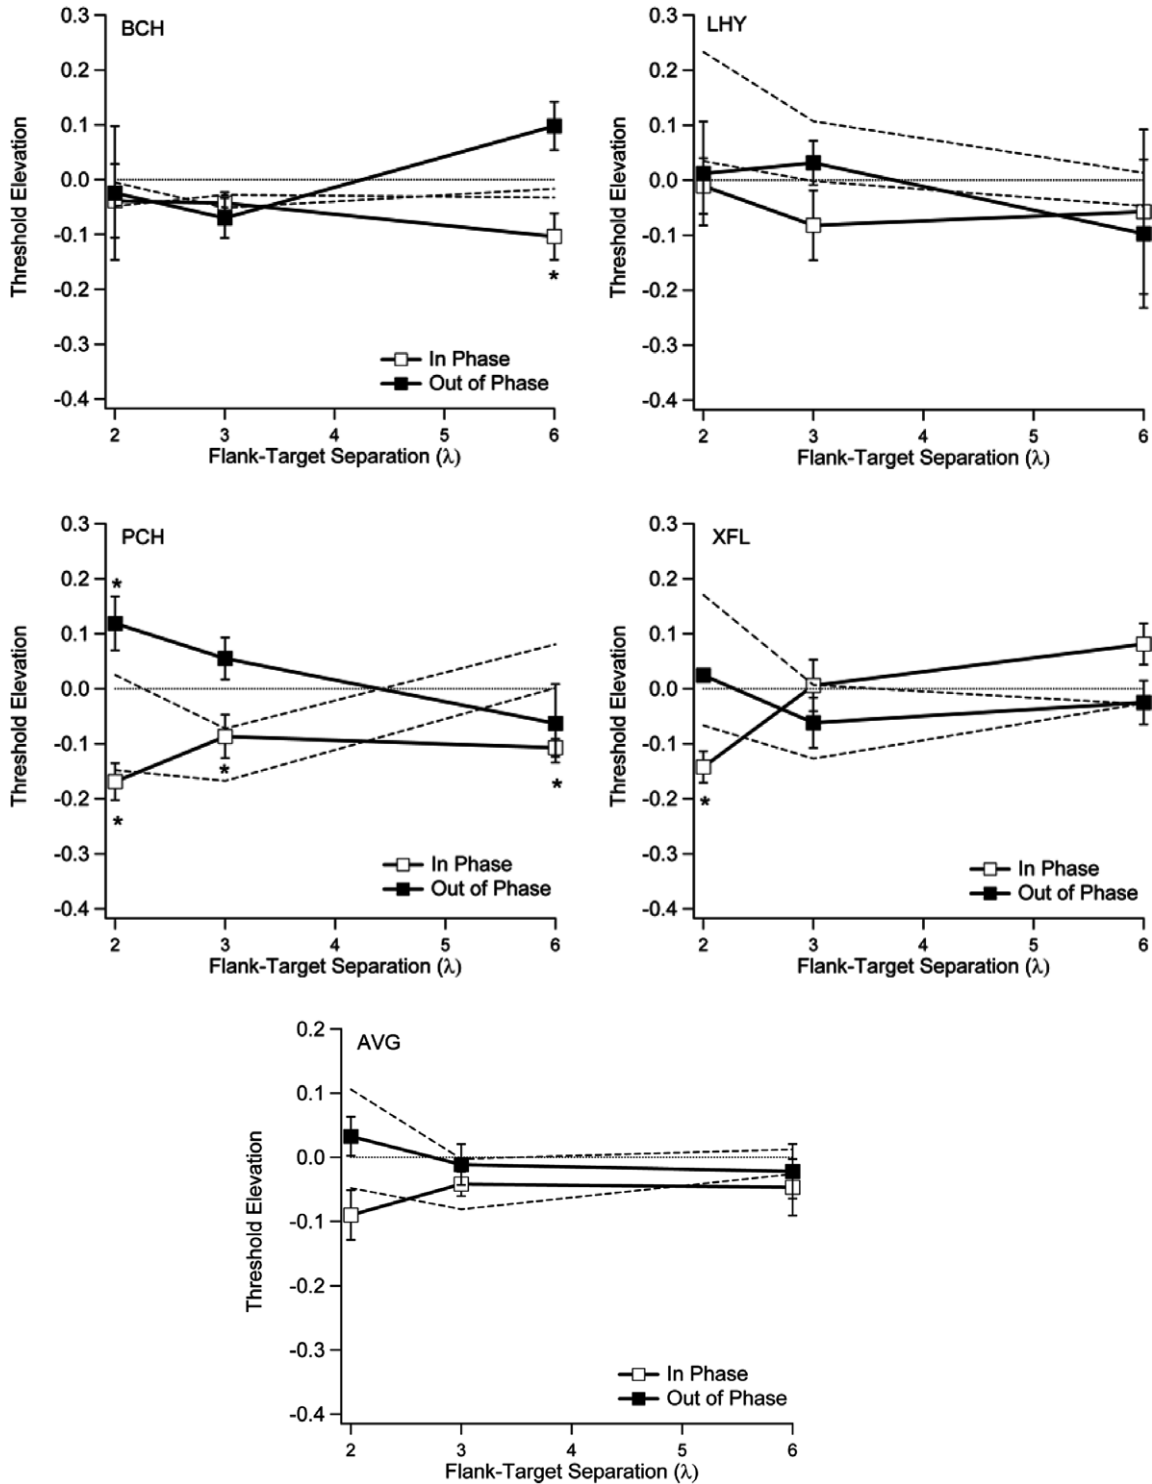 BCH
0.3
0.2
0.1
0.0
-0.1
-0.2
-0.3
-0.4
Threshold Elevation
*
In Phase
Out of Phase
2 3 4 5 6
Flank-Target Separation (λ)
LHY
0.3
0.2
0.1
0.0
-0.1
-0.2
-0.3
-0.4
Threshold Elevation
2 3 4 5 6
Flank-Target Separation (λ)
PCH
0.3
0.2
0.1
0.0
-0.1
-0.2
-0.3
-0.4
Threshold Elevation
*
*
*
*
In Phase
Out of Phase
2 3 4 5 6
Flank-Target Separation (λ)
XFL
0.3
0.2
0.1
0.0
-0.1
-0.2
-0.3
-0.4
Threshold Elevation
*
In Phase
Out of Phase
2 3 4 5 6
Flank-Target Separation (λ)
AVG
0.2
0.1
0.0
-0.1
-0.2
-0.3
-0.4
Threshold Elevation
In Phase
Out of Phase
2 3 4 5 6
Flank-Target Separation (λ)